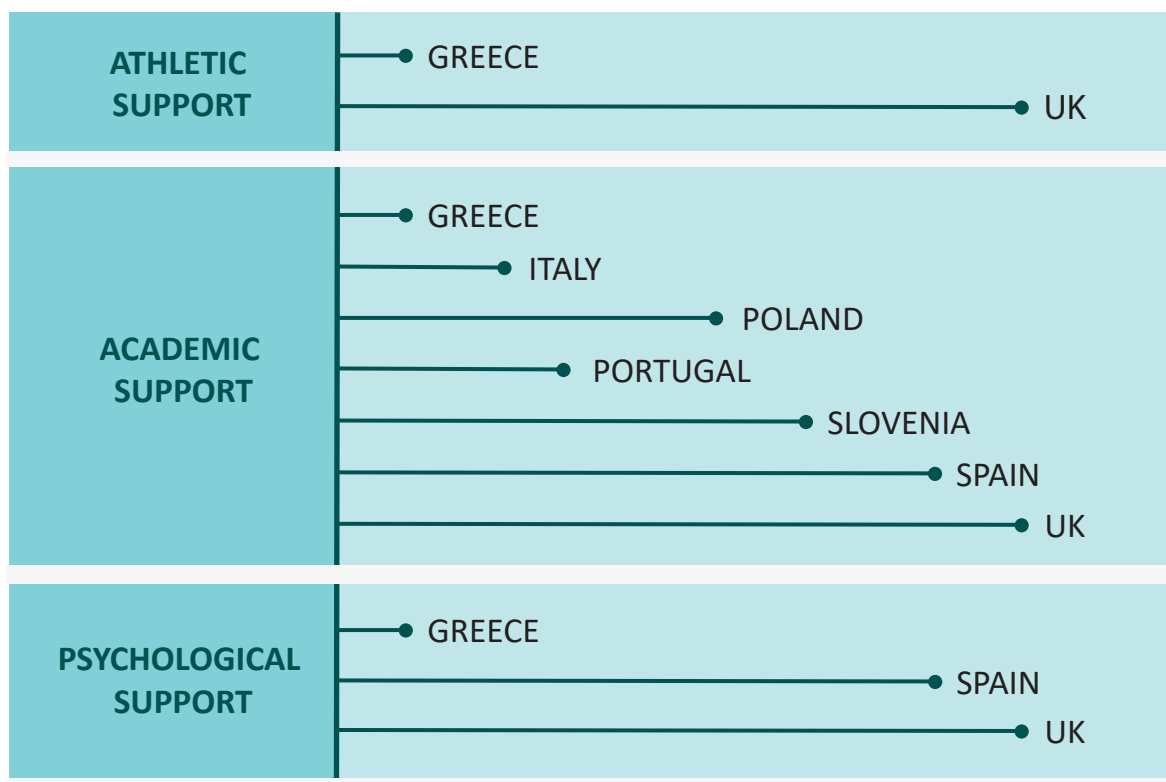 ATHLETIC
SUPPORT
GREECE
UK
ACADEMIC
SUPPORT
GREECE
ITALY
POLAND
PORTUGAL
SLOVENIA
SPAIN
UK
PSYCHOLOGICAL
SUPPORT
GREECE
SPAIN
UK